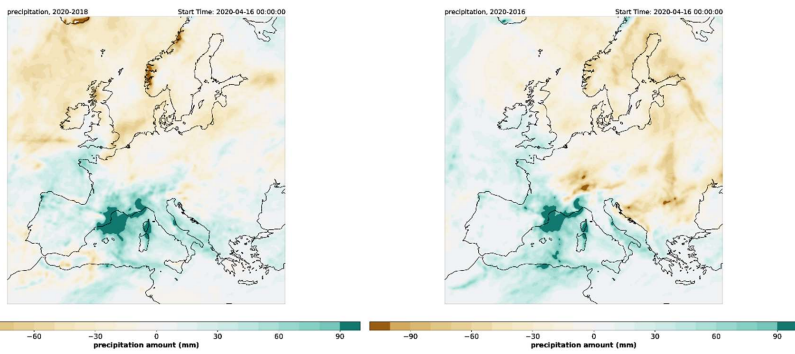 precipitation, 2020-2018 Start Time: 2020-04-16 00:00:00
precipitation, 2020-2016 Start Time: 2020-04-16 00:00:00
−60 −30 0 30 60 90
precipitation amount (mm)
−90 −60 −30 0 30 60 90
precipitation amount (mm)